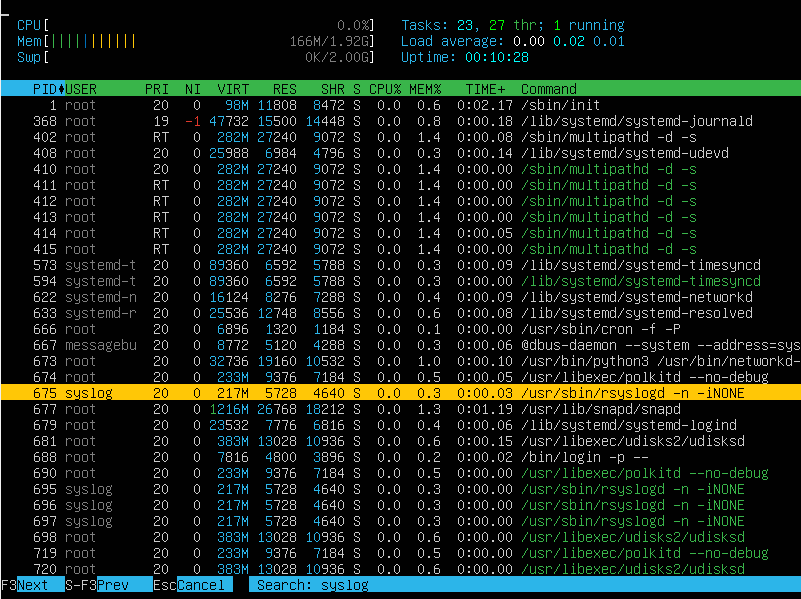 CPU[ 0.0%] Tasks: 23, 27 thr; 1 running
Mem[||||||||||| 166M/1.92G] Load average: 0.00 0.02 0.01
Swp[ 0K/2.00G] Uptime: 00:10:28
PID♦USER PRI NI VIRT RES SHR S CPU% MEM% TIME+ Command
1 root 20 0 98M 11808 8472 S 0.0 0.6 0:02.17 /sbin/init
368 root 19 -1 47732 15500 14448 S 0.0 0.8 0:00.18 /lib/systemd/systemd-journald
402 root RT 0 282M 27240 9072 S 0.0 1.4 0:00.08 /sbin/multipathd -d -s
408 root 20 0 25988 6984 4796 S 0.0 0.3 0:00.14 /lib/systemd/systemd-udevd
410 root 20 0 282M 27240 9072 S 0.0 1.4 0:00.00 /sbin/multipathd -d -s
411 root RT 0 282M 27240 9072 S 0.0 1.4 0:00.00 /sbin/multipathd -d -s
412 root RT 0 282M 27240 9072 S 0.0 1.4 0:00.00 /sbin/multipathd -d -s
413 root RT 0 282M 27240 9072 S 0.0 1.4 0:00.00 /sbin/multipathd -d -s
414 root RT 0 282M 27240 9072 S 0.0 1.4 0:00.05 /sbin/multipathd -d -s
415 root RT 0 282M 27240 9072 S 0.0 1.4 0:00.00 /sbin/multipathd -d -s
573 systemd-t 20 0 89360 6592 5788 S 0.0 0.3 0:00.09 /lib/systemd/systemd-timesyncd
594 systemd-t 20 0 89360 6592 5788 S 0.0 0.3 0:00.00 /lib/systemd/systemd-timesyncd
622 systemd-n 20 0 16124 8276 7288 S 0.0 0.4 0:00.09 /lib/systemd/systemd-networkd
633 systemd-r 20 0 25536 12748 8556 S 0.0 0.6 0:00.08 /lib/systemd/systemd-resolved
666 root 20 0 6896 1320 1184 S 0.0 0.1 0:00.00 /usr/sbin/cron -f -P
667 messagebu 20 0 8772 5120 4288 S 0.0 0.3 0:00.06 @dbus-daemon --system --address=sys
673 root 20 0 32736 19160 10532 S 0.0 1.0 0:00.10 /usr/bin/python3 /usr/bin/networkd-
674 root 20 0 233M 9376 7184 S 0.0 0.5 0:00.05 /usr/libexec/polkitd --no-debug
675 syslog 20 0 217M 5728 4640 S 0.0 0.3 0:00.03 /usr/sbin/rsyslogd -n -iNONE
677 root 20 0 1216M 26768 18212 S 0.0 1.3 0:01.19 /usr/lib/snapd/snapd
679 root 20 0 23532 7776 6816 S 0.0 0.4 0:00.06 /lib/systemd/systemd-logind
681 root 20 0 383M 13028 10936 S 0.0 0.6 0:00.15 /usr/libexec/udisks2/udisksd
688 root 20 0 7816 4800 3896 S 0.0 0.2 0:00.02 /bin/login -p --
690 root 20 0 233M 9376 7184 S 0.0 0.5 0:00.00 /usr/libexec/polkitd --no-debug
695 syslog 20 0 217M 5728 4640 S 0.0 0.3 0:00.00 /usr/sbin/rsyslogd -n -iNONE
696 syslog 20 0 217M 5728 4640 S 0.0 0.3 0:00.00 /usr/sbin/rsyslogd -n -iNONE
697 syslog 20 0 217M 5728 4640 S 0.0 0.3 0:00.00 /usr/sbin/rsyslogd -n -iNONE
698 root 20 0 383M 13028 10936 S 0.0 0.6 0:00.00 /usr/libexec/udisks2/udisksd
719 root 20 0 233M 9376 7184 S 0.0 0.5 0:00.00 /usr/libexec/polkitd --no-debug
720 root 20 0 383M 13028 10936 S 0.0 0.6 0:00.00 /usr/libexec/udisks2/udisksd
F3Next S-F3Prev EscCancel Search: syslog